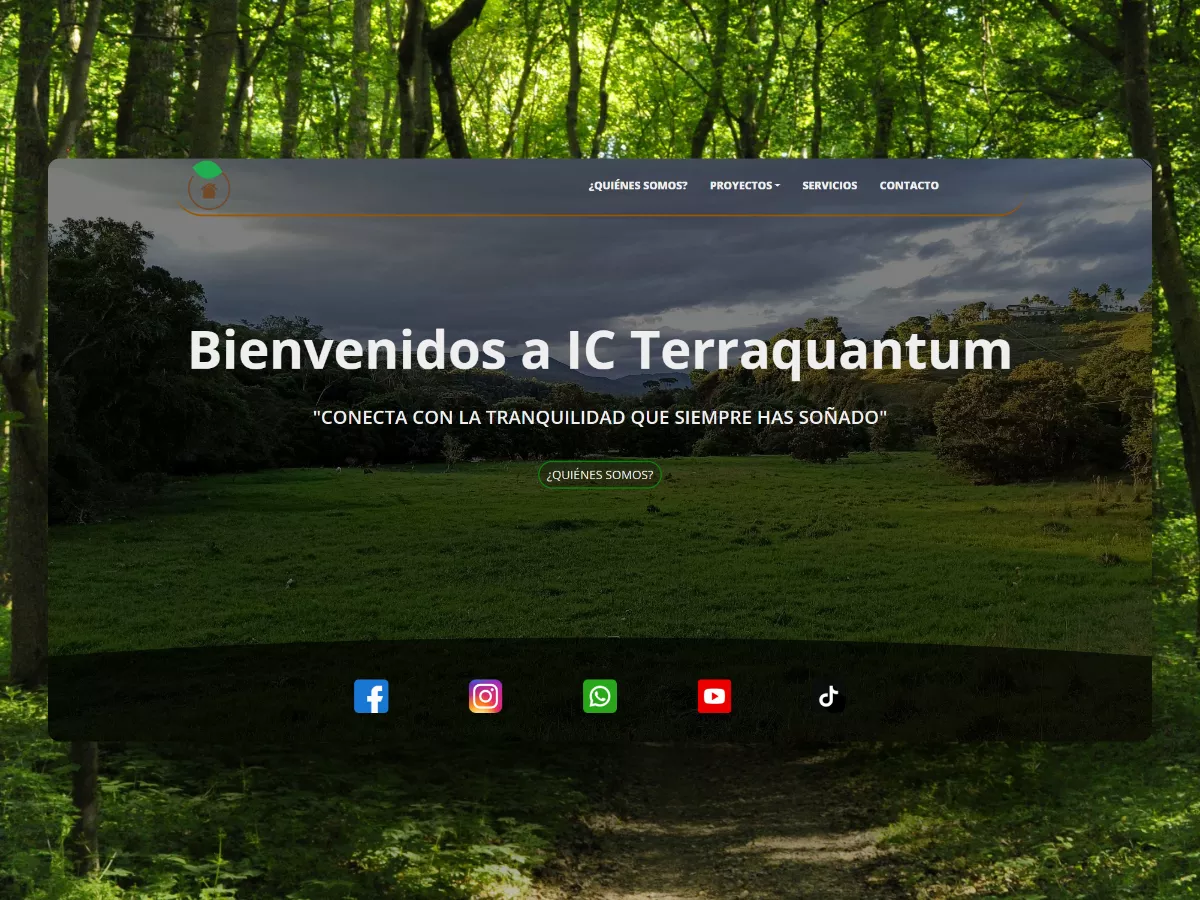 ¿QUIÉNES SOMOS? PROYECTOS SERVICIOS CONTACTO
Bienvenidos a IC Terraquantum
"CONECTA CON LA TRANQUILIDAD QUE SIEMPRE HAS SOÑADO"
¿QUIÉNES SOMOS?